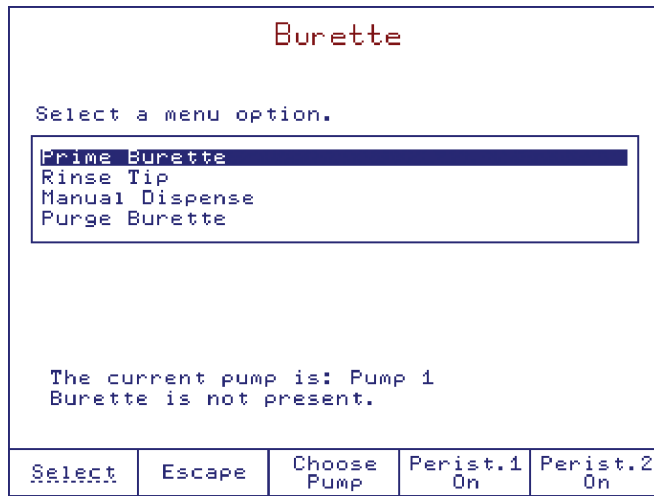 Burette
Select a menu option.
Prime Burette
Rinse Tip
Manual Dispense
Purge Burette
The current pump is: Pump 1
Burette is not present.
Select
Escape
Choose
Pump
Perist.1
On
Perist.2
On